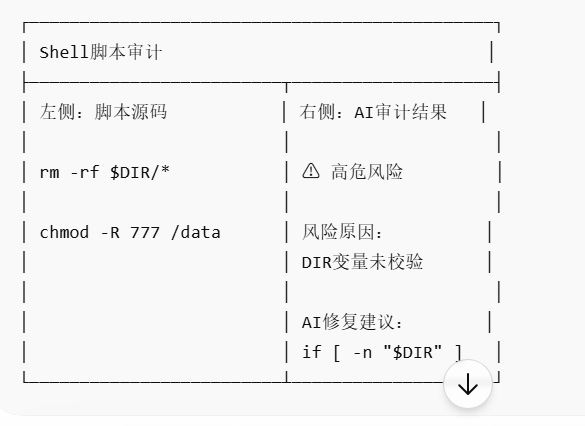 Shell脚本审计
左侧：脚本源码
右侧：AI审计结果
rm -rf $DIR/*
⚠ 高危风险
chmod -R 777 /data
风险原因：
DIR变量未校验
AI修复建议：
if [ -n "$DIR" ]